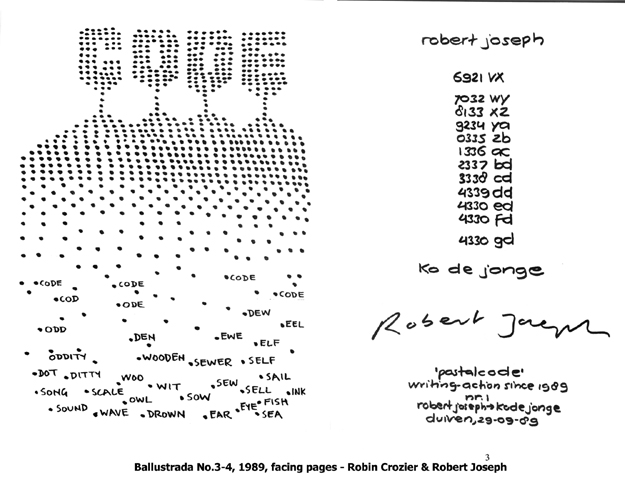 CODE
CODE
CODE
CODE
CODE
COD
ODE
DEW
EEL
ODD
DEN
EWE
ELF
ODDITY
WOODEN
SEWER
SELF
DOT
DITTY
WOO
SAIL
WIT
SEW
SONG
SCALE
SELL
INK
OWL
SOW
FISH
SOUND
EYE
WAVE
DROWN
EAR
SEA
robert joseph
6921 VX
7032 WY
8133 XZ
9234 ya
0335 zb
1336 ac
2337 bd
3338 cd
4339 dd
4330 ed
4330 fd
4330 gd
ko de jonge
Robert Joseph
'postalcode'
writing-action since 1989
nr.1
robert joseph→ko de jonge
duiven, 29-09-89
3
Ballustrada No.3-4, 1989, facing pages - Robin Crozier & Robert Joseph